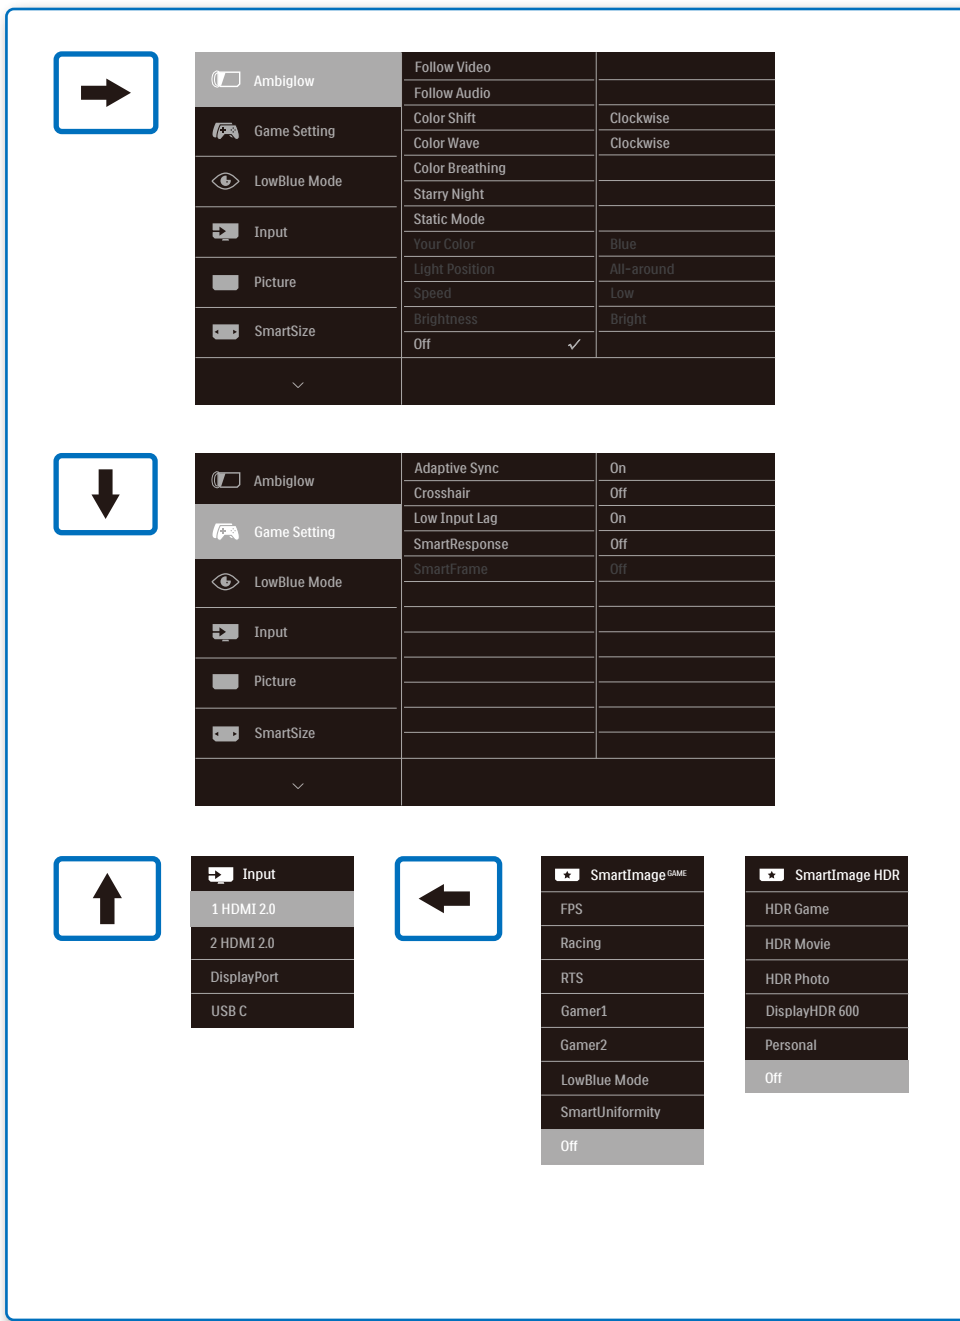 Ambiglow
Game Setting
LowBlue Mode
Input
Picture
SmartSize
Follow Video
Follow Audio
Color Shift Clockwise
Color Wave Clockwise
Color Breathing
Starry Night
Static Mode
Your Color Blue
Light Position All-around
Speed Low
Brightness Bright
Off ✓
Ambiglow
Game Setting
LowBlue Mode
Input
Picture
SmartSize
Adaptive Sync On
Crosshair Off
Low Input Lag On
SmartResponse Off
SmartFrame Off
Input
1 HDMI 2.0
2 HDMI 2.0
DisplayPort
USB C
SmartImage GAME
FPS
Racing
RTS
Gamer1
Gamer2
LowBlue Mode
SmartUniformity
Off
SmartImage HDR
HDR Game
HDR Movie
HDR Photo
DisplayHDR 600
Personal
Off